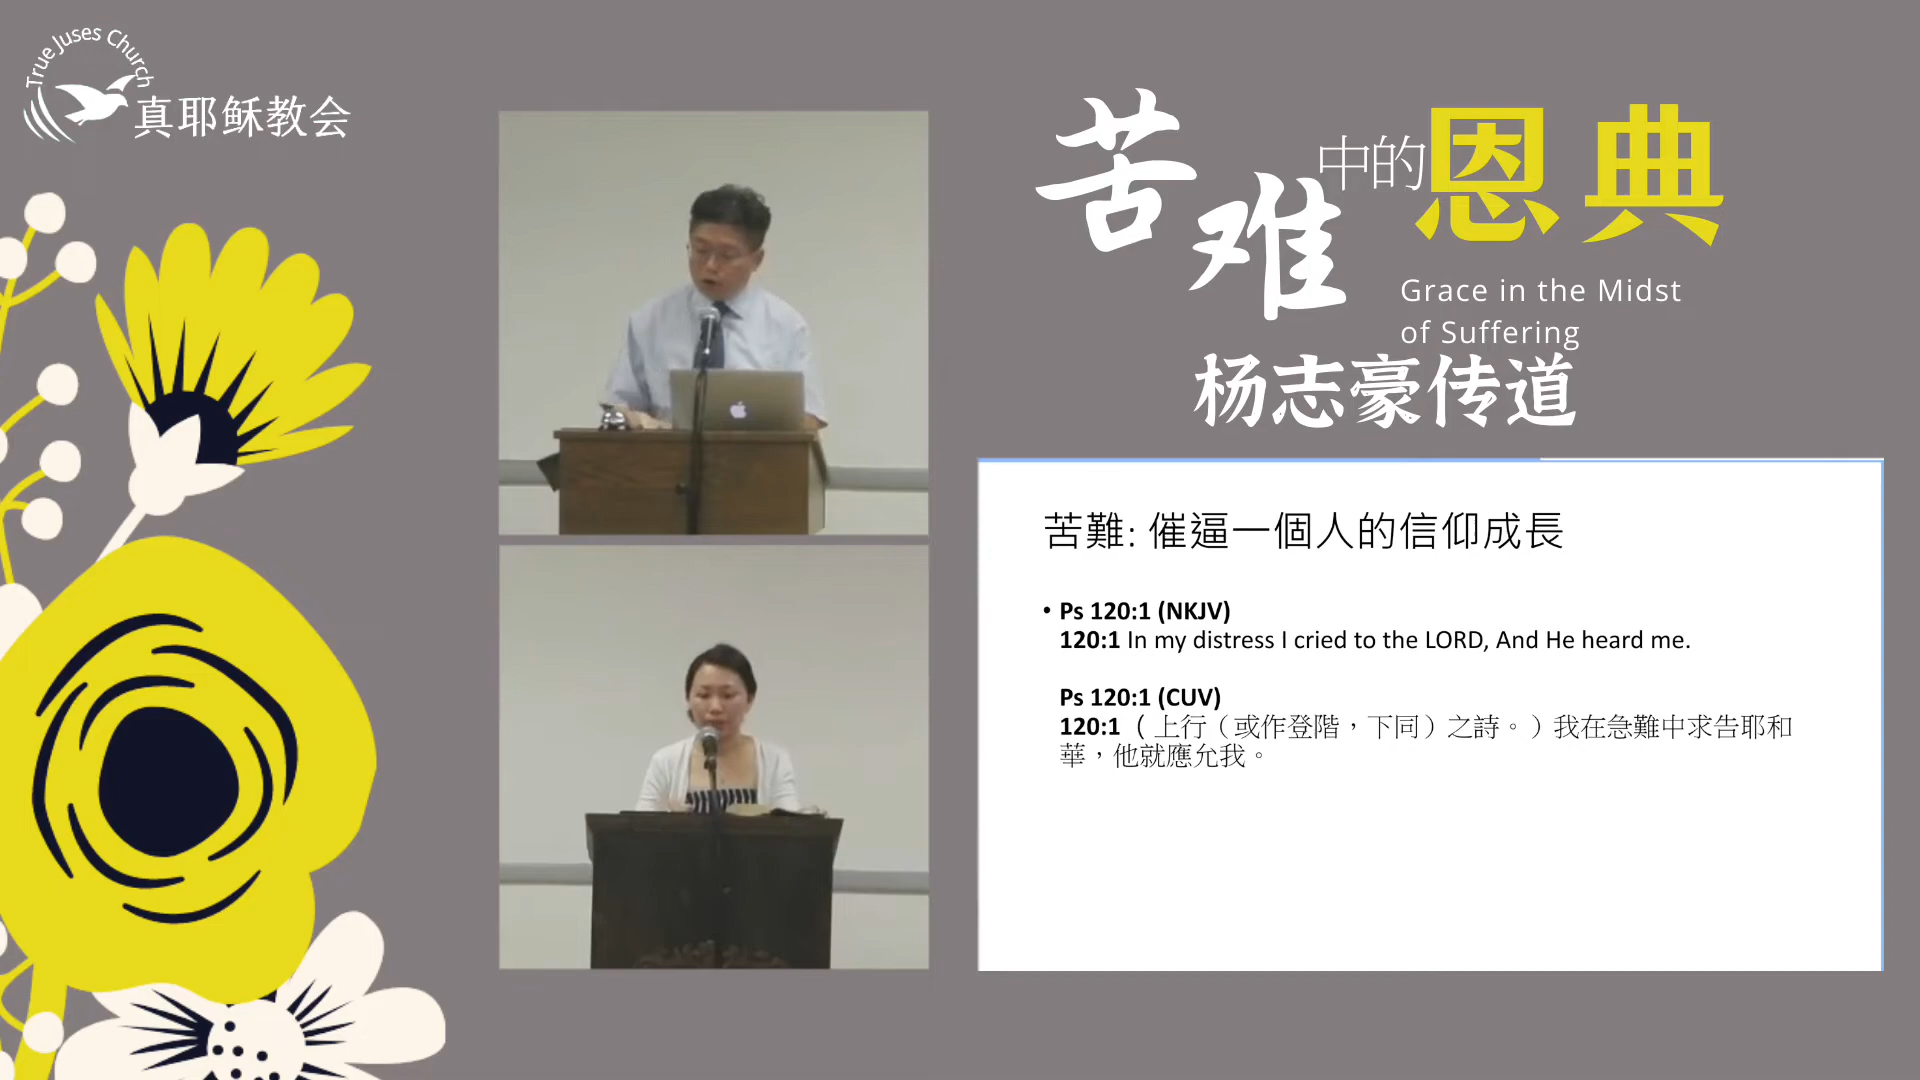 True Juses Church
真耶稣教会
苦难中的恩典
Grace in the Midst
of Suffering
杨志豪传道
苦難: 催逼一個人的信仰成長
• Ps 120:1 (NKJV)
120:1 In my distress I cried to the LORD, And He heard me.
Ps 120:1 (CUV)
120:1 （上行（或作登階，下同）之詩。）我在急難中求告耶和
華，他就應允我。